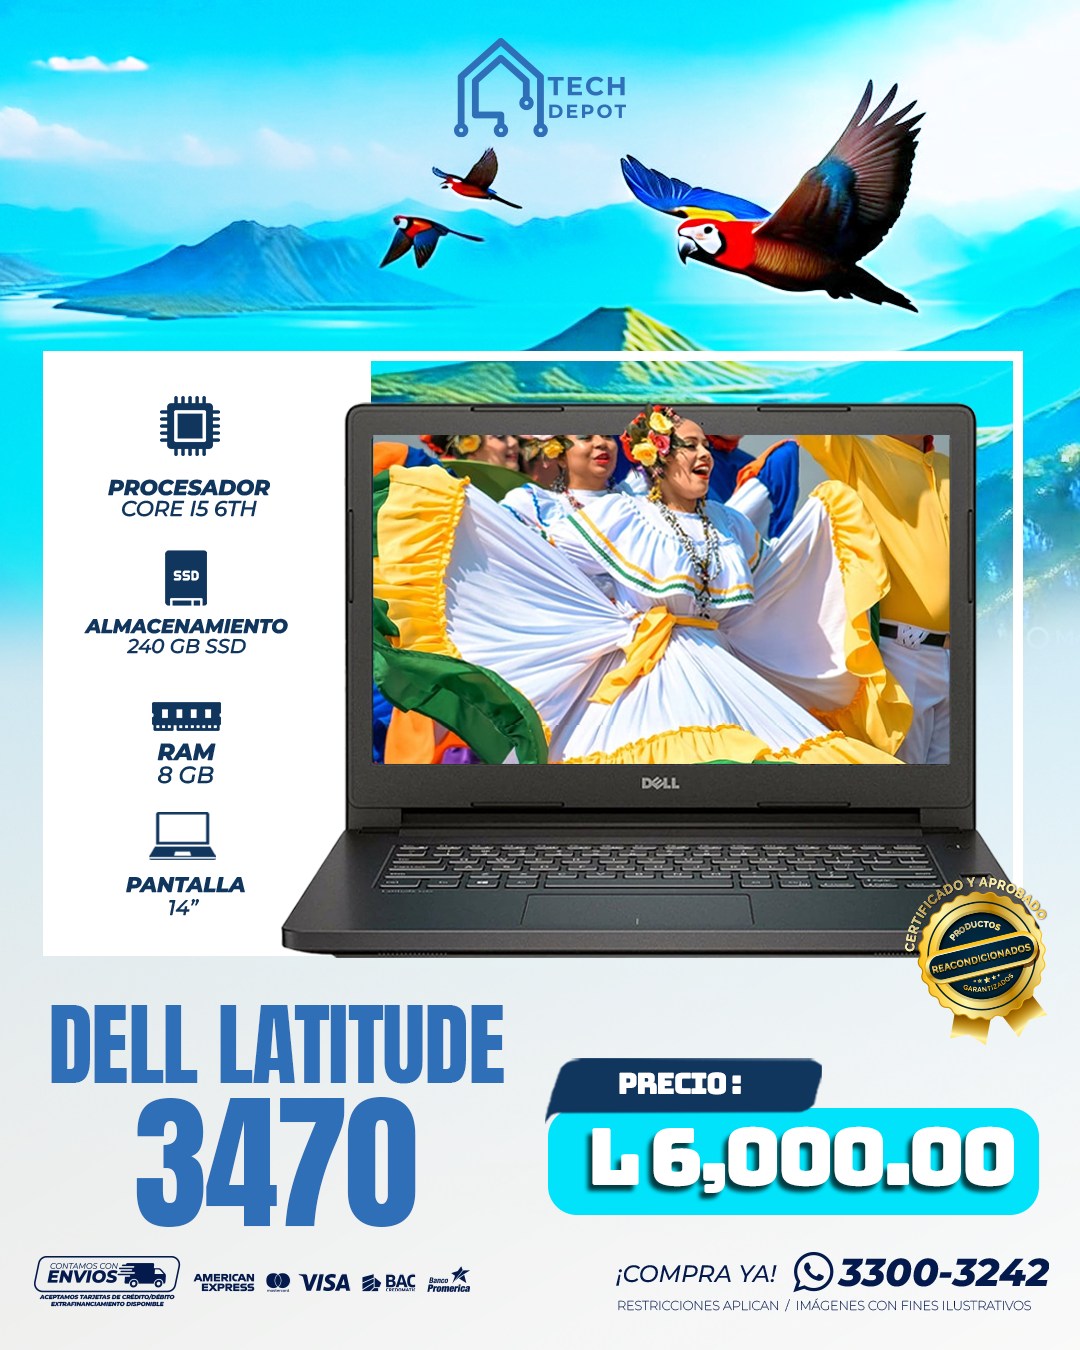 TECH
DEPOT
PROCESADOR
CORE I5 6TH
SSD
ALMACENAMIENTO
240 GB SSD
RAM
8 GB
PANTALLA
14”
DELL
CERTIFICADO Y APROBADO
PRODUCTOS
REACONDICIONADOS
GARANTIZADOS
DELL LATITUDE
3470
PRECIO:
L 6,000.00
CONTAMOS CON
ENVIOS
ACEPTAMOS TARJETAS DE CRÉDITO/DÉBITO
EXTRAFINANCIAMIENTO DISPONIBLE
AMERICAN
EXPRESS
mastercard
VISA
BAC
CREDOMATIC
Banco
Promerica
¡COMPRA YA! 3300-3242
RESTRICCIONES APLICAN / IMÁGENES CON FINES ILUSTRATIVOS